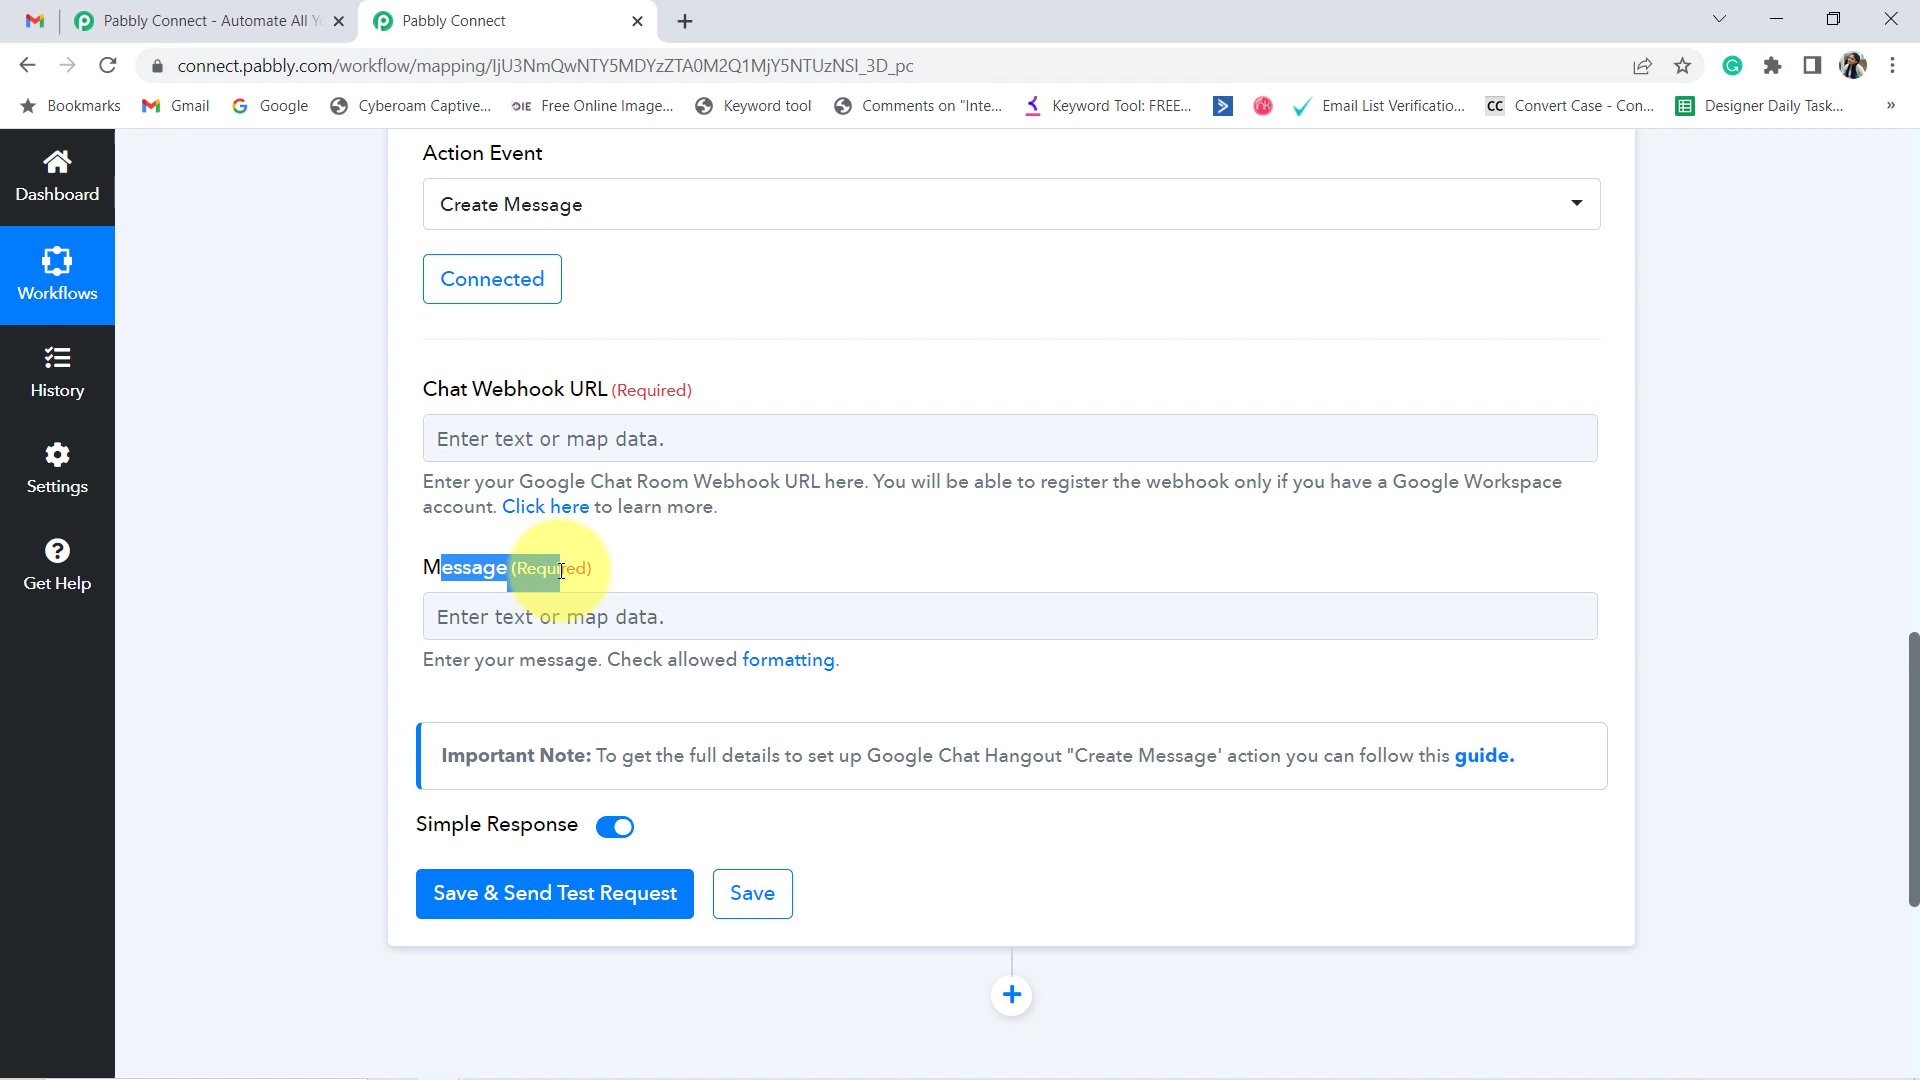 Pabbly Connect - Automate All Y
Pabbly Connect
connect.pabbly.com/workflow/mapping/IjU3NmQwNTY5MDYzZTA0M2Q1MjY5NTUzNSI_3D_pc
Bookmarks
Gmail
Google
Cyberoam Captive...
OIE Free Online Image...
Keyword tool
Comments on "Inte...
Keyword Tool: FREE...
Email List Verificatio...
CC Convert Case - Con...
Designer Daily Task...
»
Dashboard
Workflows
History
Settings
Get Help
Action Event
Create Message
Connected
Chat Webhook URL (Required)
Enter text or map data.
Enter your Google Chat Room Webhook URL here. You will be able to register the webhook only if you have a Google Workspace
account. Click here to learn more.
Message (Required)
Enter text or map data.
Enter your message. Check allowed formatting.
Important Note: To get the full details to set up Google Chat Hangout "Create Message' action you can follow this guide.
Simple Response
Save & Send Test Request
Save